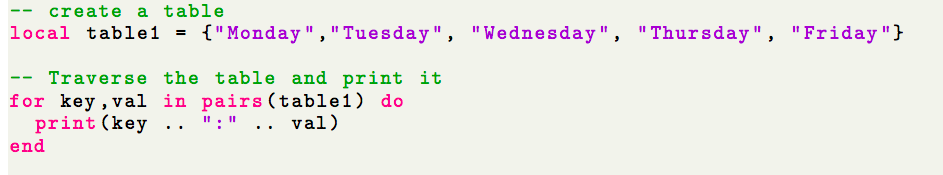 -- create a table
local table1 = {"Monday","Tuesday", "Wednesday", "Thursday", "Friday"}
-- Traverse the table and print it
for key,val in pairs(table1) do
print(key .. ":" .. val)
end